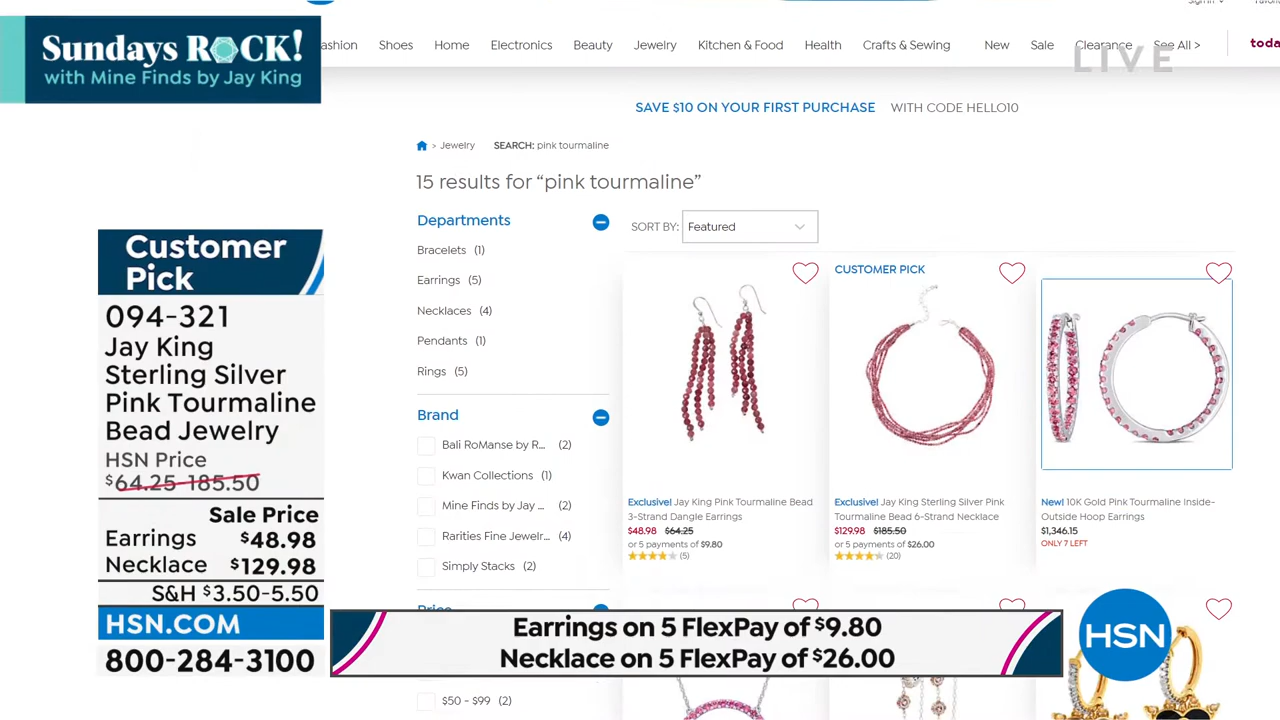 Sundays ROCK!
with Mine Finds by Jay King
Fashion Shoes Home Electronics Beauty Jewelry Kitchen & Food Health Crafts & Sewing New Sale Clearance See All >
LIVE
SAVE $10 ON YOUR FIRST PURCHASE WITH CODE HELLO10
> Jewelry SEARCH: pink tourmaline
15 results for “pink tourmaline”
Departments
Bracelets (1)
Earrings (5)
Necklaces (4)
Pendants (1)
Rings (5)
Brand
Bali RoManse by R... (2)
Kwan Collections (1)
Mine Finds by Jay ... (2)
Rarities Fine Jewelr... (4)
Simply Stacks (2)
Price
$50 - $99 (2)
SORT BY: Featured
Exclusive! Jay King Pink Tourmaline Bead
3-Strand Dangle Earrings
$48.98 $64.25
or 5 payments of $9.80
(5)
CUSTOMER PICK
Exclusive! Jay King Sterling Silver Pink
Tourmaline Bead 6-Strand Necklace
$129.98 $185.50
or 5 payments of $26.00
(20)
New! 10K Gold Pink Tourmaline Inside-
Outside Hoop Earrings
$1,346.15
ONLY 7 LEFT
Customer
Pick
094-321
Jay King
Sterling Silver
Pink Tourmaline
Bead Jewelry
HSN Price
$64.25-185.50
Sale Price
Earrings $48.98
Necklace $129.98
S&H $3.50-5.50
HSN.COM
800-284-3100
Earrings on 5 FlexPay of $9.80
Necklace on 5 FlexPay of $26.00
HSN